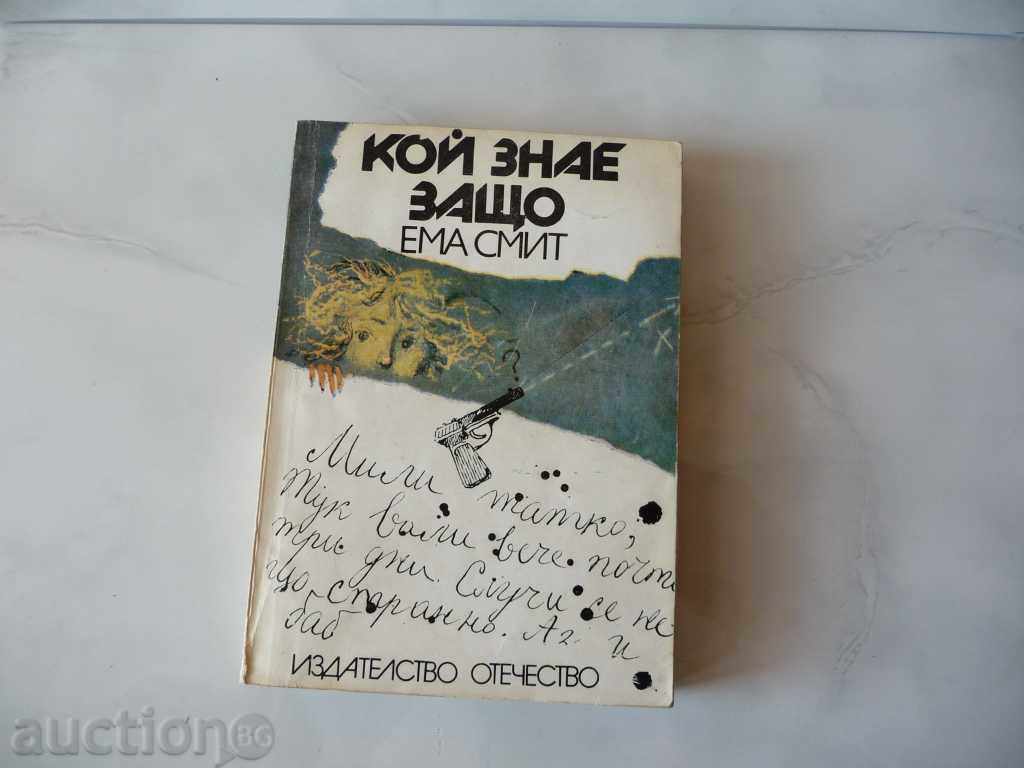 КОЙ ЗНАЕ
ЗАЩО
ЕМА СМИТ
?
Мили татко,
Тук вали вече почти
три дни. Случи се не
що странно. Аз и
баб
ИЗДАТЕЛСТВО ОТЕЧЕСТВО
auction BG